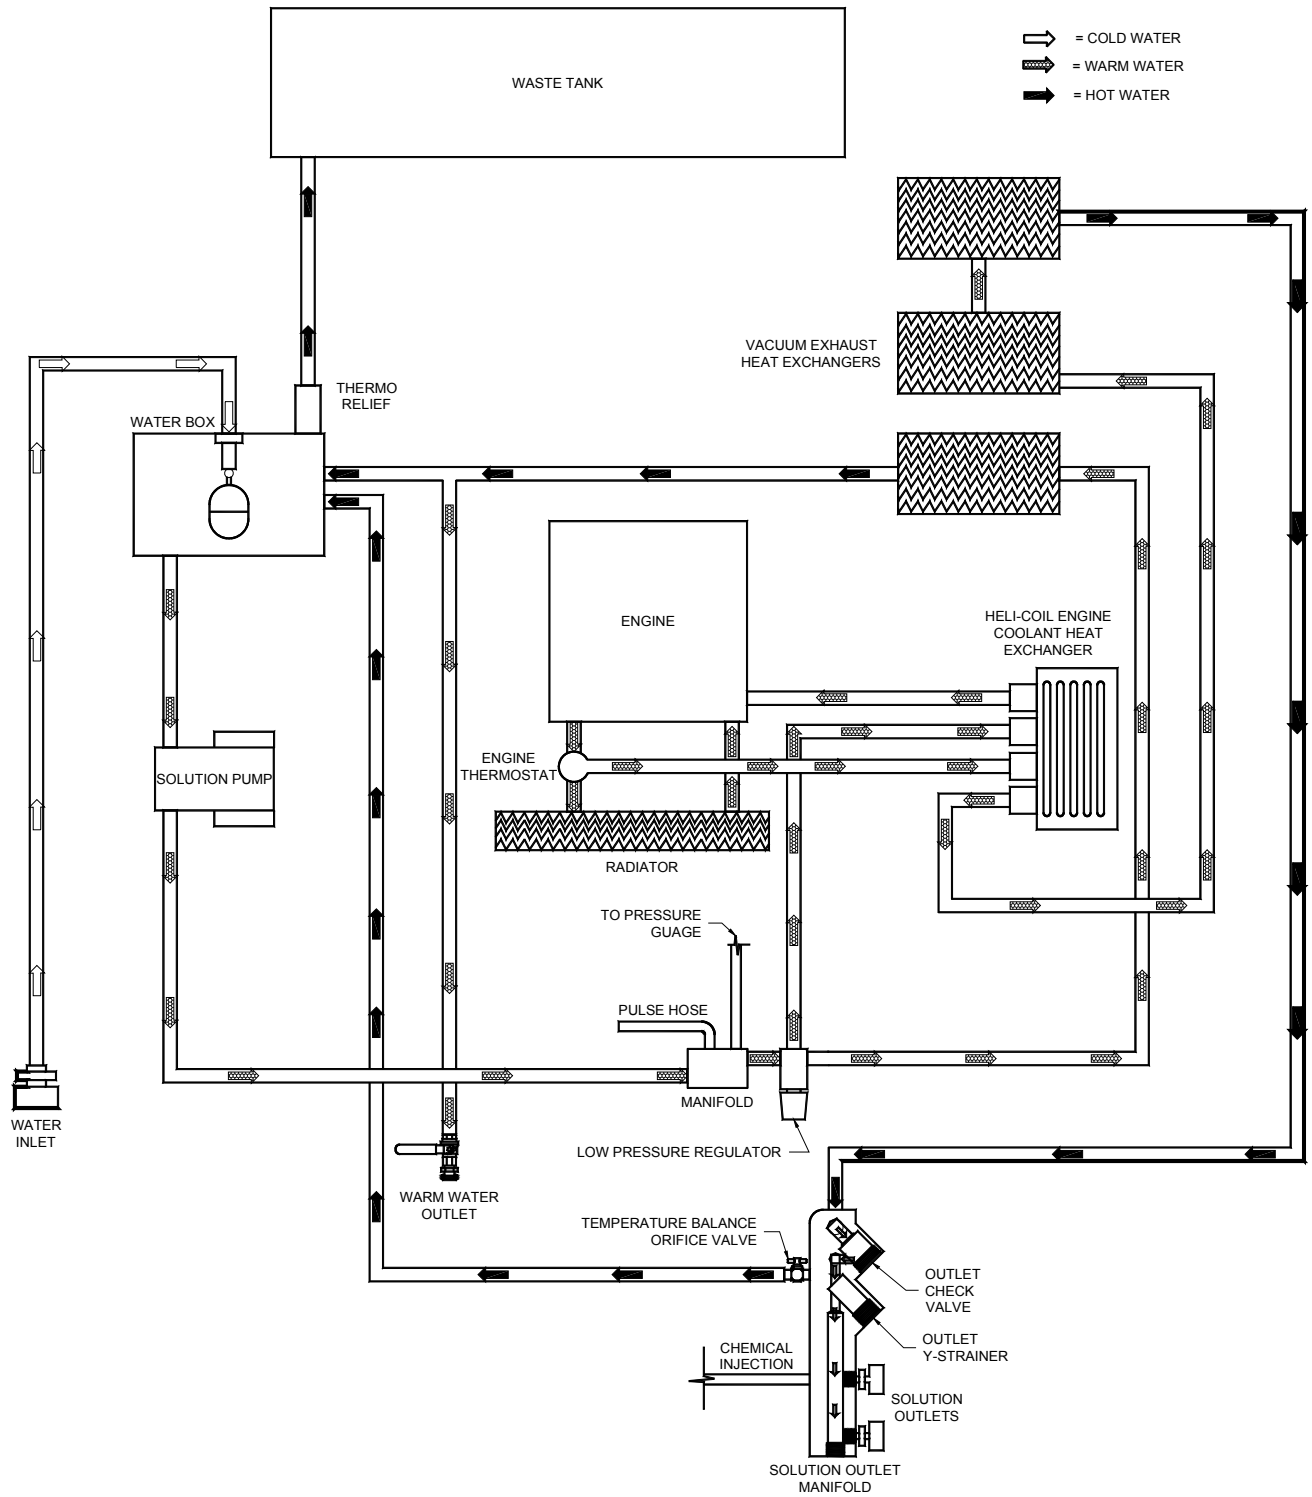 WASTE TANK
= COLD WATER
= WARM WATER
= HOT WATER
VACUUM EXHAUST
HEAT EXCHANGERS
THERMO
RELIEF
WATER BOX
ENGINE
HELI-COIL ENGINE
COOLANT HEAT
EXCHANGER
SOLUTION PUMP
ENGINE
THERMOSTAT
RADIATOR
TO PRESSURE
GUAGE
PULSE HOSE
MANIFOLD
WATER
INLET
LOW PRESSURE REGULATOR
WARM WATER
OUTLET
TEMPERATURE BALANCE
ORIFICE VALVE
OUTLET
CHECK
VALVE
OUTLET
Y-STRAINER
CHEMICAL
INJECTION
SOLUTION
OUTLETS
SOLUTION OUTLET
MANIFOLD